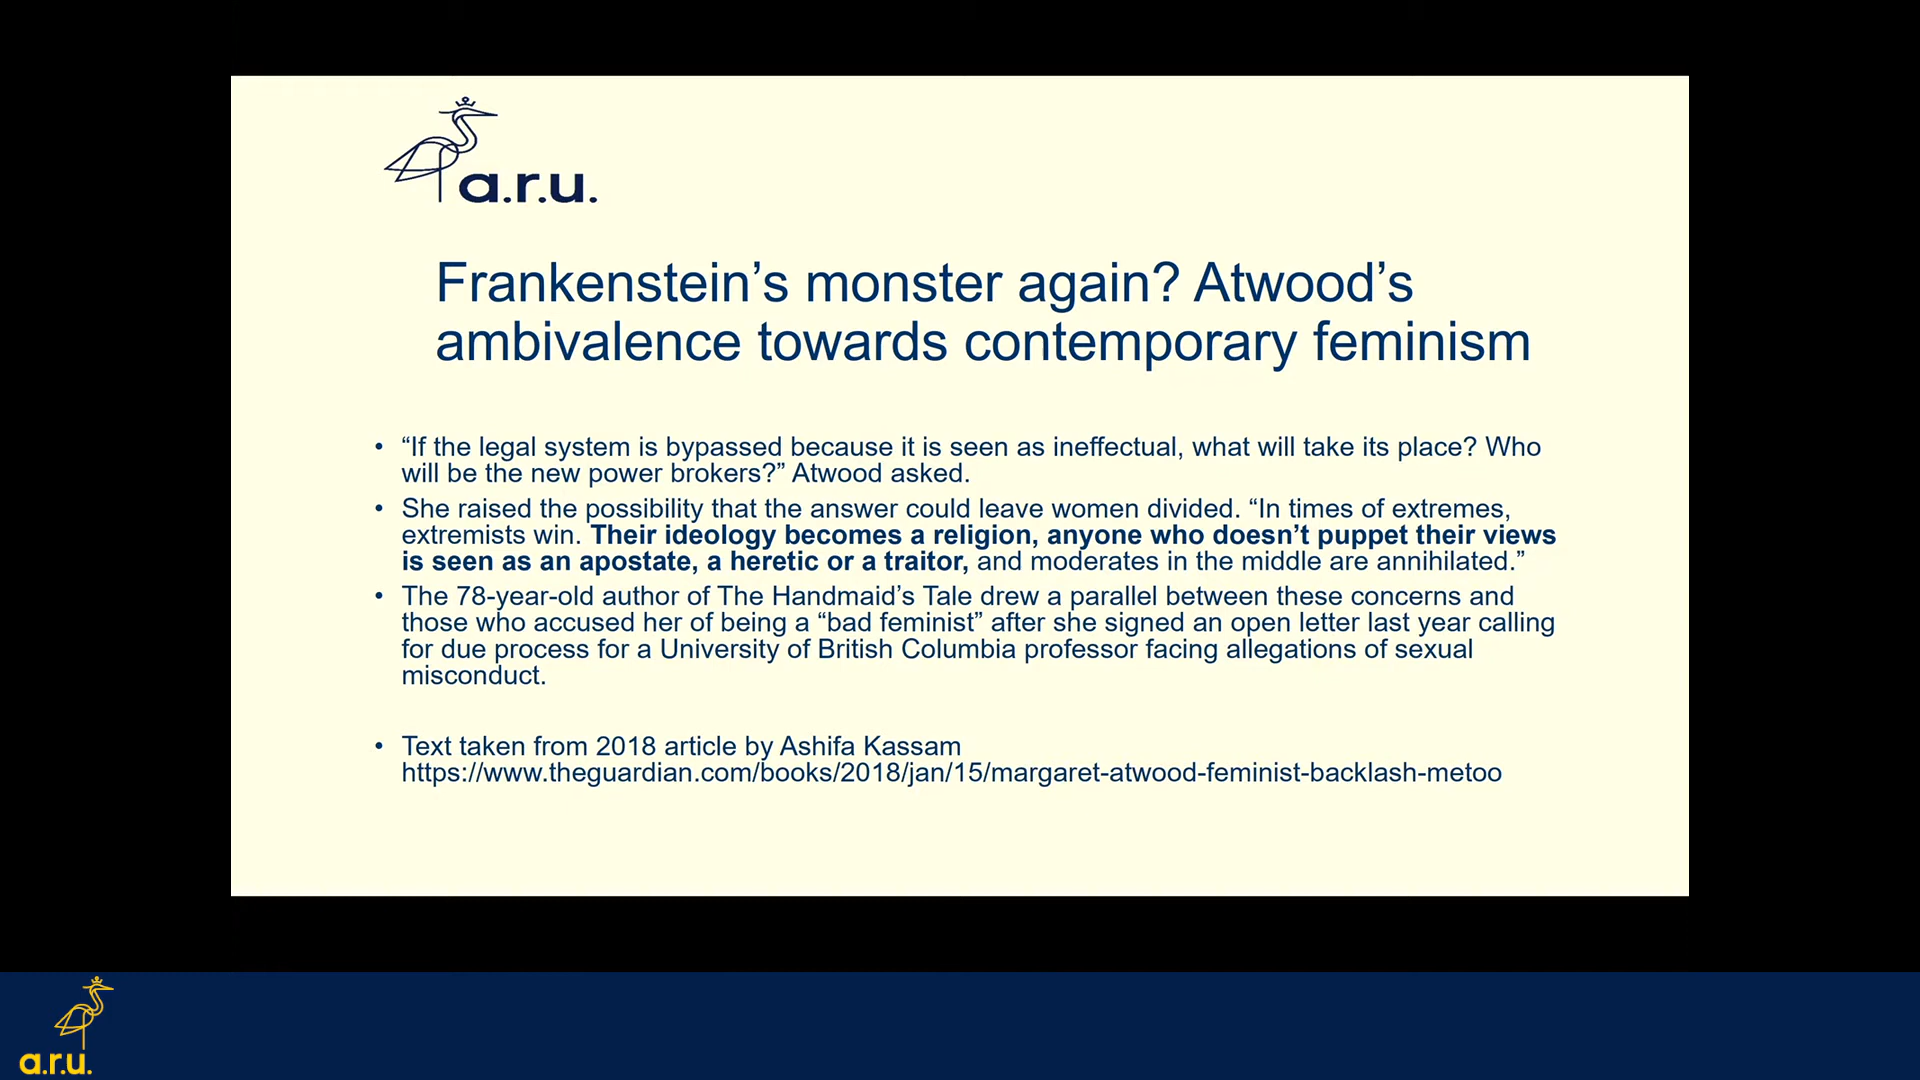 a.r.u.
Frankenstein’s monster again? Atwood’s
ambivalence towards contemporary feminism
• “If the legal system is bypassed because it is seen as ineffectual, what will take its place? Who
will be the new power brokers?” Atwood asked.
• She raised the possibility that the answer could leave women divided. “In times of extremes,
extremists win. Their ideology becomes a religion, anyone who doesn’t puppet their views
is seen as an apostate, a heretic or a traitor, and moderates in the middle are annihilated.”
• The 78-year-old author of The Handmaid’s Tale drew a parallel between these concerns and
those who accused her of being a “bad feminist” after she signed an open letter last year calling
for due process for a University of British Columbia professor facing allegations of sexual
misconduct.
• Text taken from 2018 article by Ashifa Kassam
https://www.theguardian.com/books/2018/jan/15/margaret-atwood-feminist-backlash-metoo
a.r.u.